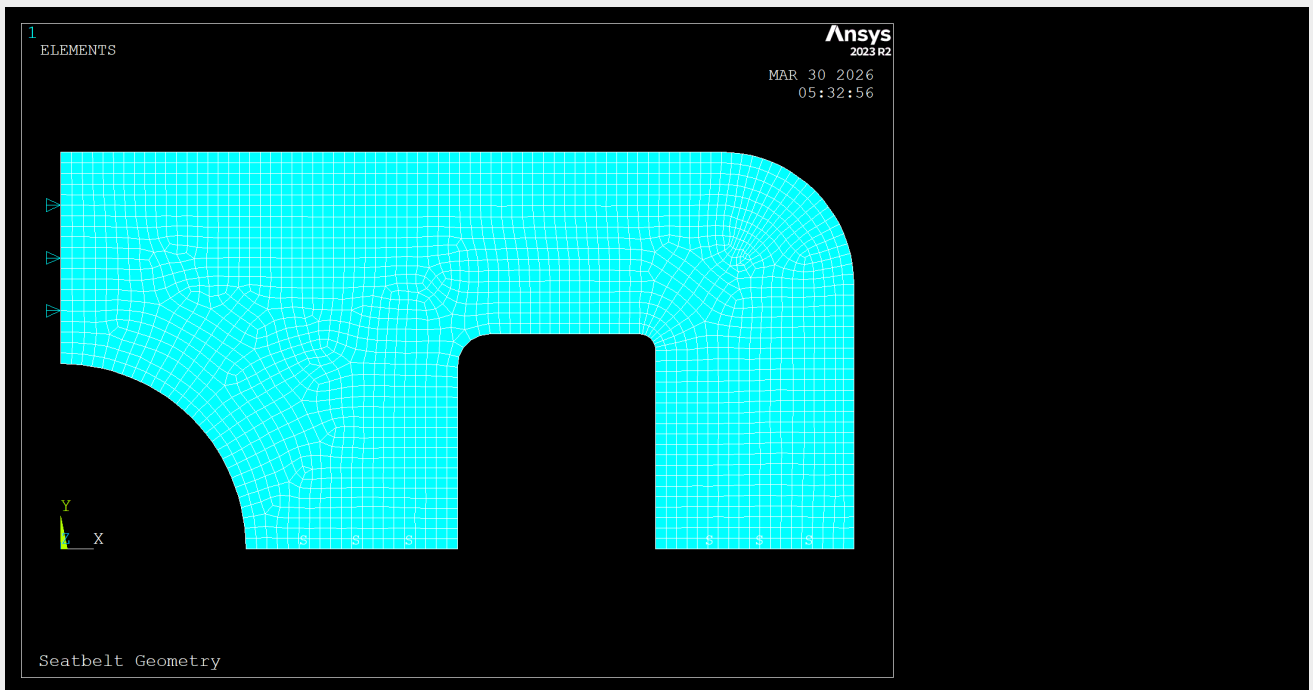 1
ELEMENTS
Ansys
2023 R2
MAR 30 2026
05:32:56
Y
Z X
S S S S S S
Seatbelt Geometry